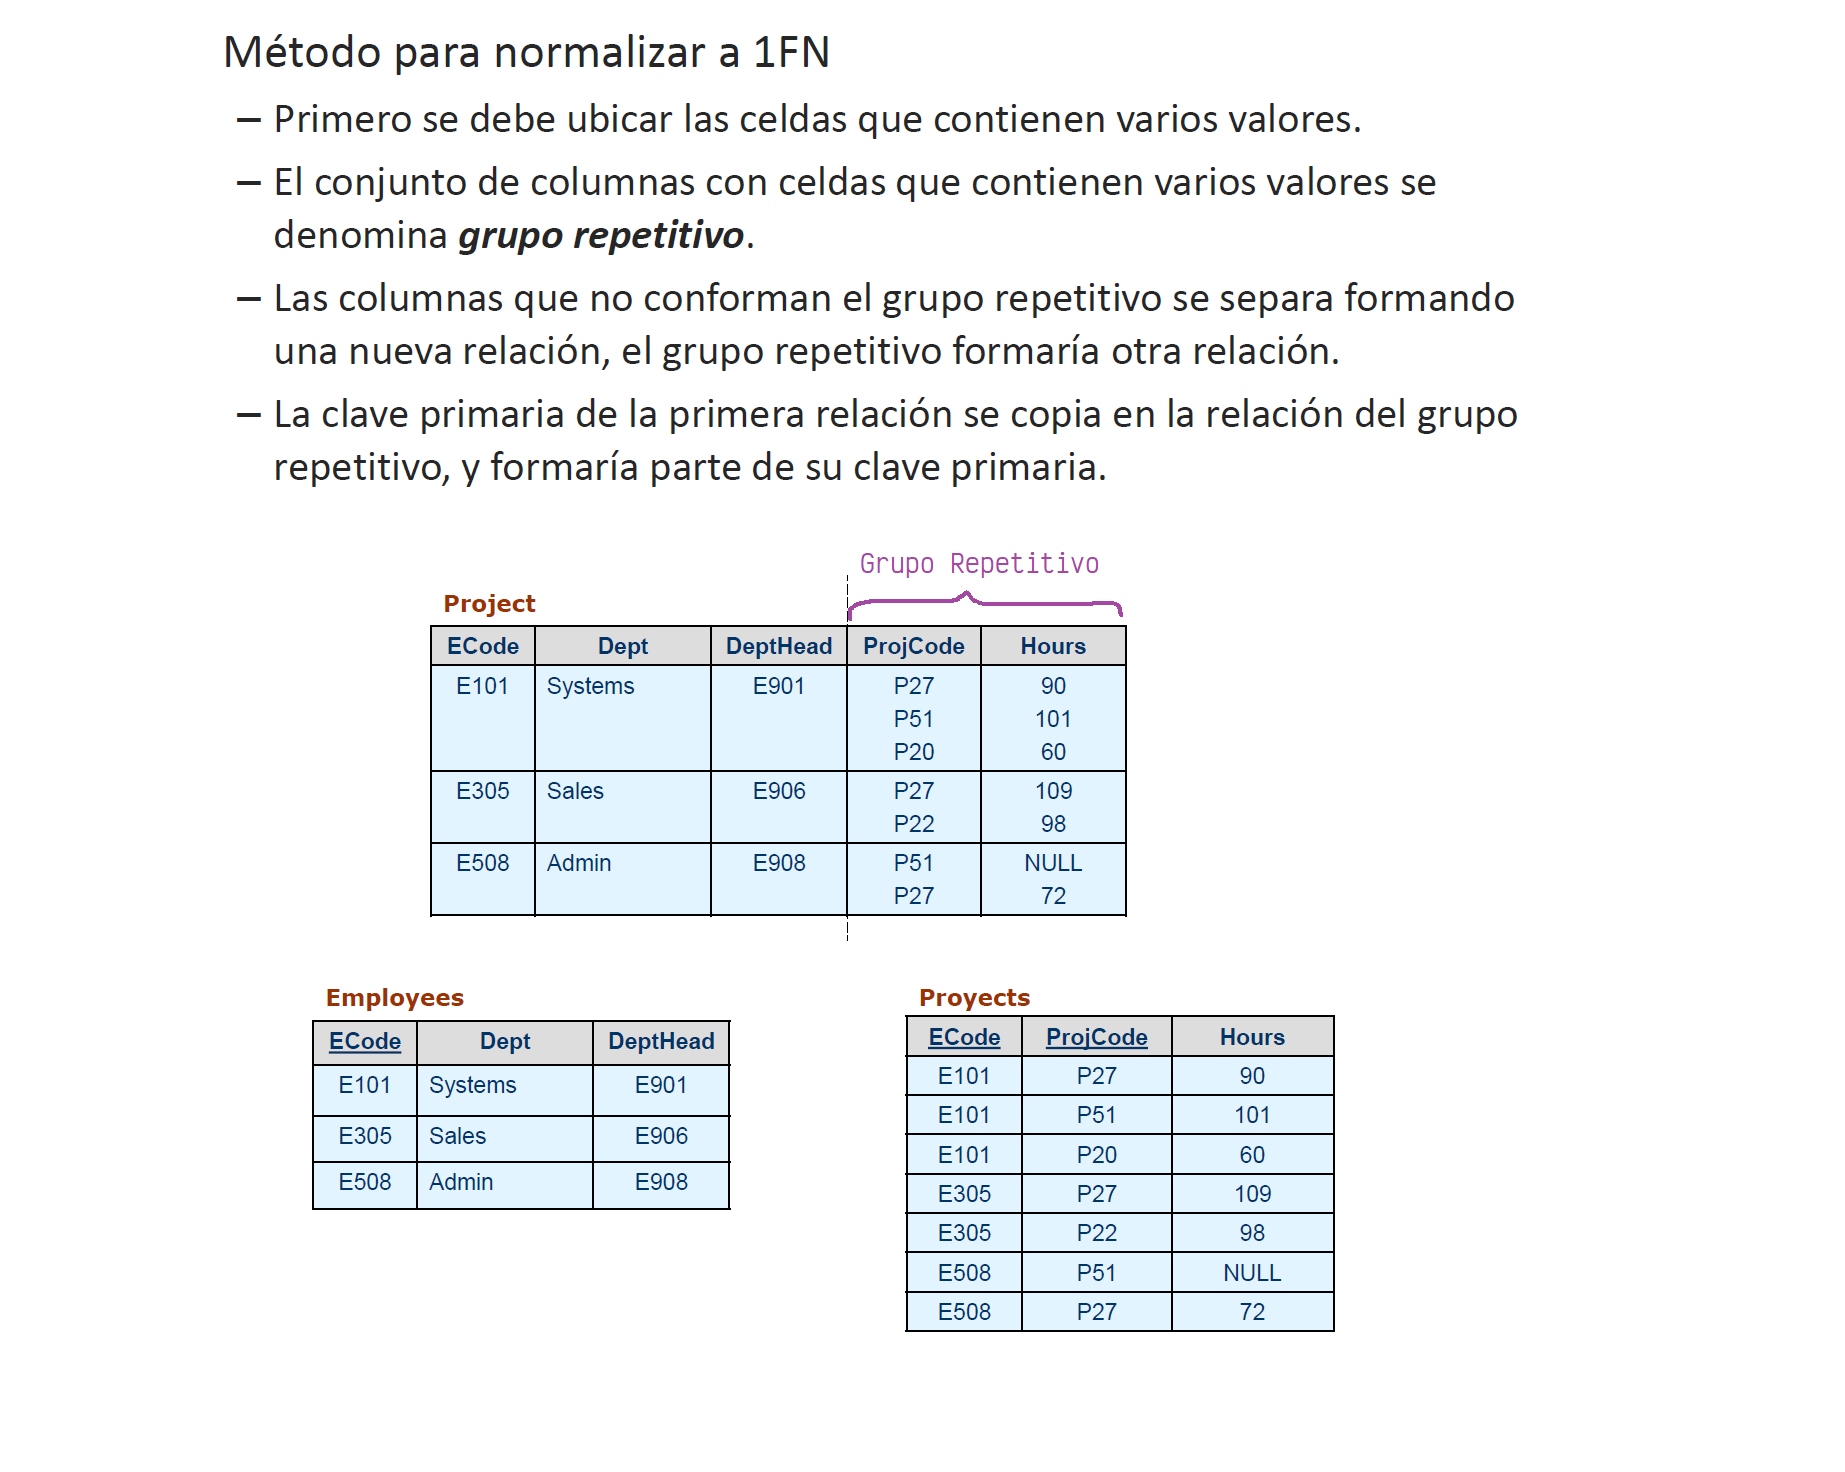 Método para normalizar a 1FN
– Primero se debe ubicar las celdas que contienen varios valores.
– El conjunto de columnas con celdas que contienen varios valores se
denomina grupo repetitivo.
– Las columnas que no conforman el grupo repetitivo se separa formando
una nueva relación, el grupo repetitivo formaría otra relación.
– La clave primaria de la primera relación se copia en la relación del grupo
repetitivo, y formaría parte de su clave primaria.
Grupo Repetitivo
Project
ECode Dept DeptHead ProjCode Hours
E101 Systems E901 P27 90
P51 101
P20 60
E305 Sales E906 P27 109
P22 98
E508 Admin E908 P51 NULL
P27 72
Employees
ECode Dept DeptHead
E101 Systems E901
E305 Sales E906
E508 Admin E908
Proyects
ECode ProjCode Hours
E101 P27 90
E101 P51 101
E101 P20 60
E305 P27 109
E305 P22 98
E508 P51 NULL
E508 P27 72